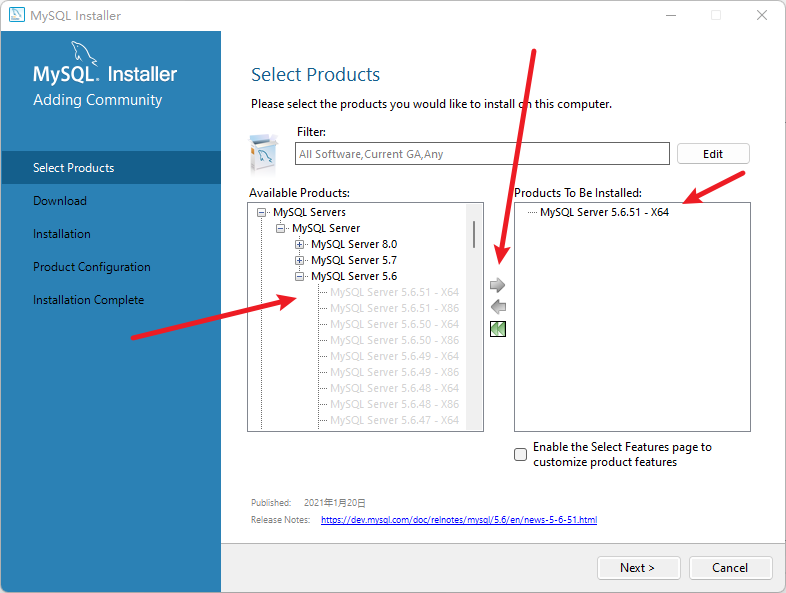 MySQL Installer
MySQL. Installer
Adding Community
Select Products
Download
Installation
Product Configuration
Installation Complete
Select Products
Please select the products you would like to install on this computer.
Filter:
All Software,Current GA,Any
Edit
Available Products:
MySQL Servers
MySQL Server
MySQL Server 8.0
MySQL Server 5.7
MySQL Server 5.6
MySQL Server 5.6.51 - X64
MySQL Server 5.6.51 - X86
MySQL Server 5.6.50 - X64
MySQL Server 5.6.50 - X86
MySQL Server 5.6.49 - X64
MySQL Server 5.6.49 - X86
MySQL Server 5.6.48 - X64
MySQL Server 5.6.48 - X86
MySQL Server 5.6.47 - X64
Products To Be Installed:
MySQL Server 5.6.51 - X64
Enable the Select Features page to
customize product features
Published: 2021年1月20日
Release Notes: https://dev.mysql.com/doc/relnotes/mysql/5.6/en/news-5-6-51.html
Next >
Cancel